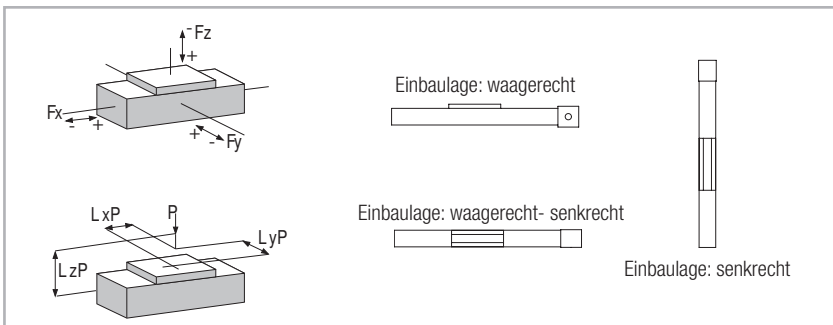 - Fz
+
Fx
- +
+ - Fy
LxP P
LyP
LzP
Einbaulage: waagerecht
Einbaulage: waagerecht- senkrecht
Einbaulage: senkrecht